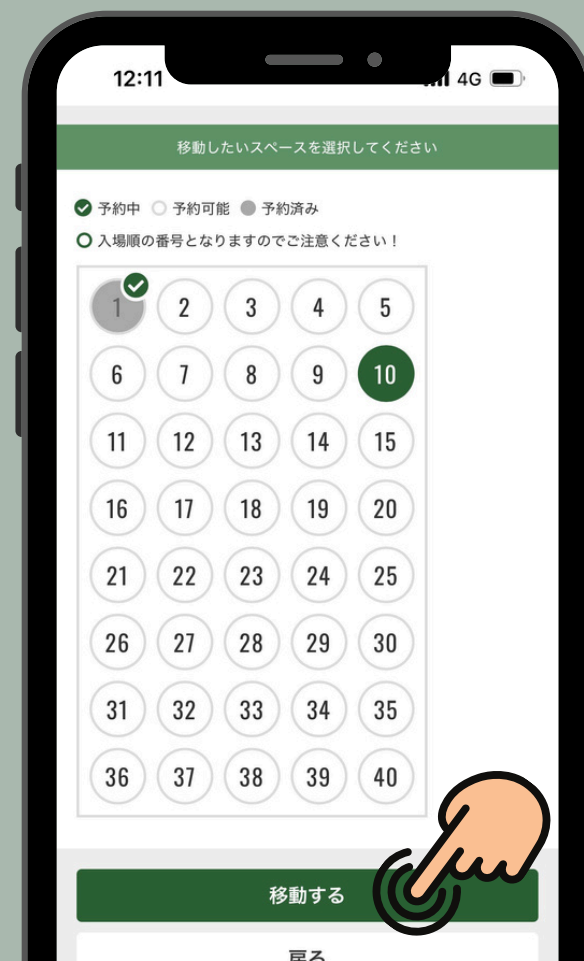 12:11 4G
移動したいスペースを選択してください
予約中 予約可能 予約済み
入場順の番号となりますのでご注意ください！
1 2 3 4 5
6 7 8 9 10
11 12 13 14 15
16 17 18 19 20
21 22 23 24 25
26 27 28 29 30
31 32 33 34 35
36 37 38 39 40
移動する
戻る